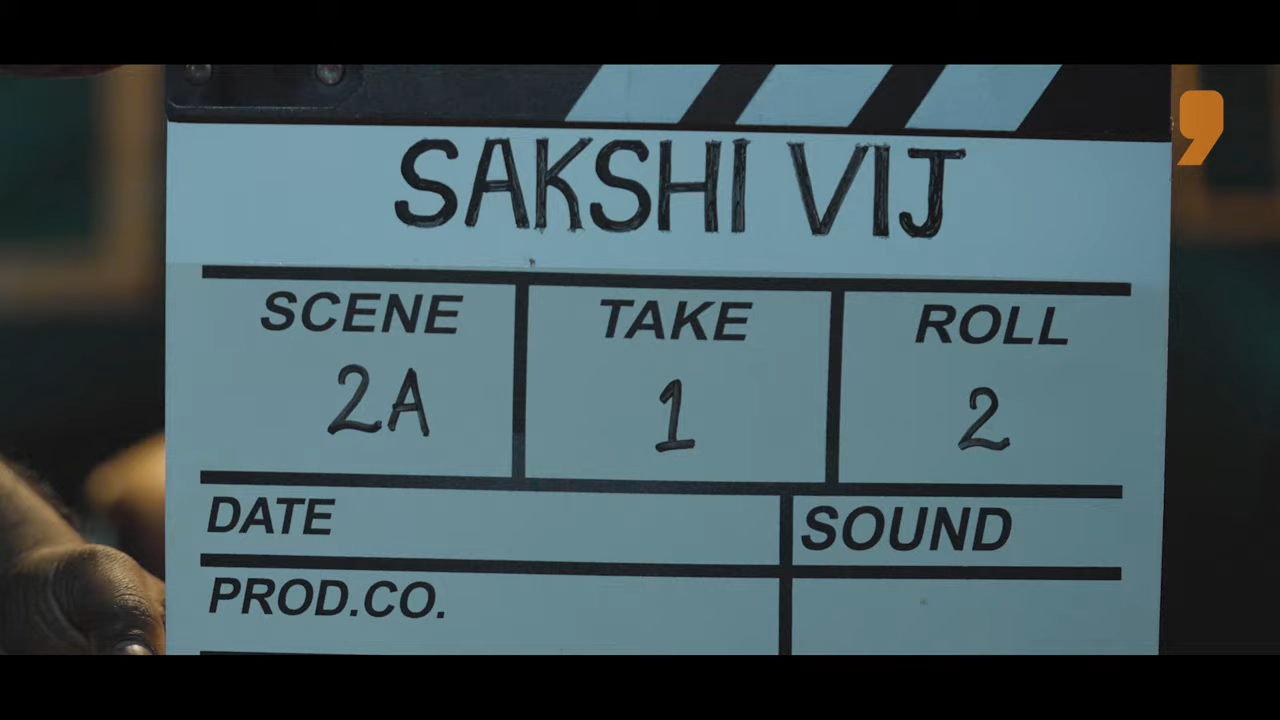 SAKSHI VIJ
SCENE TAKE ROLL
2A 1 2
DATE SOUND
PROD.CO.